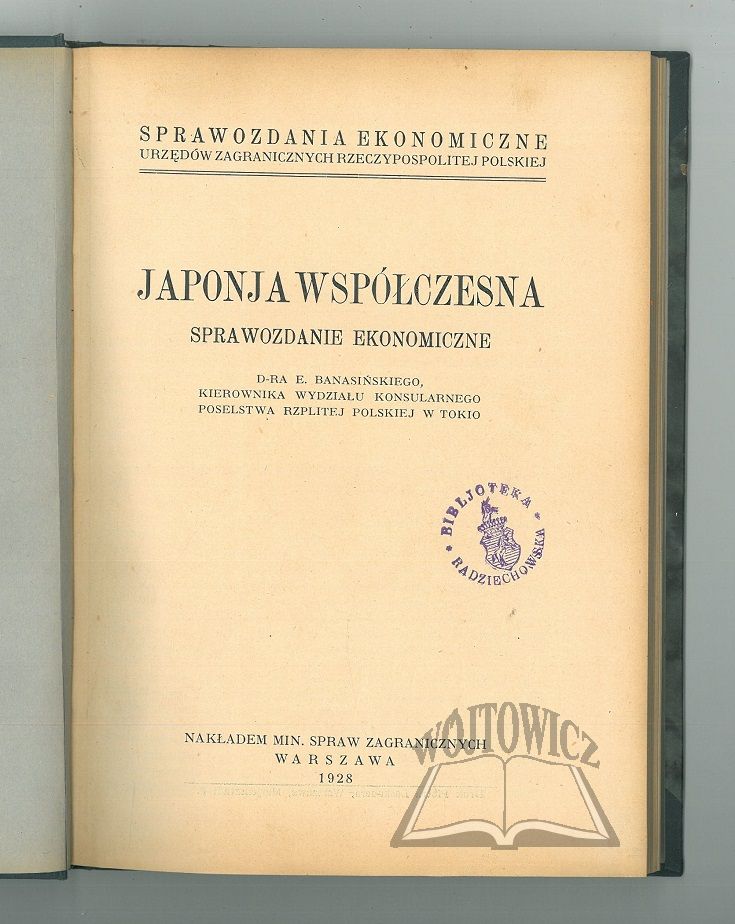 SPRAWOZDANIA EKONOMICZNE
URZĘDÓW ZAGRANICZNYCH RZECZYPOSPOLITEJ POLSKIEJ
JAPONJA WSPÓŁCZESNA
SPRAWOZDANIE EKONOMICZNE
D-RA E. BANASIŃSKIEGO,
KIEROWNIKA WYDZIAŁU KONSULARNEGO
POSELSTWA RZPLITEJ POLSKIEJ W TOKIO
* BIBLJOTEKA *
RADZIECHOWSKA
NAKŁADEM MIN. SPRAW ZAGRANICZNYCH
WARSZAWA
1928
WÓJTOWICZ